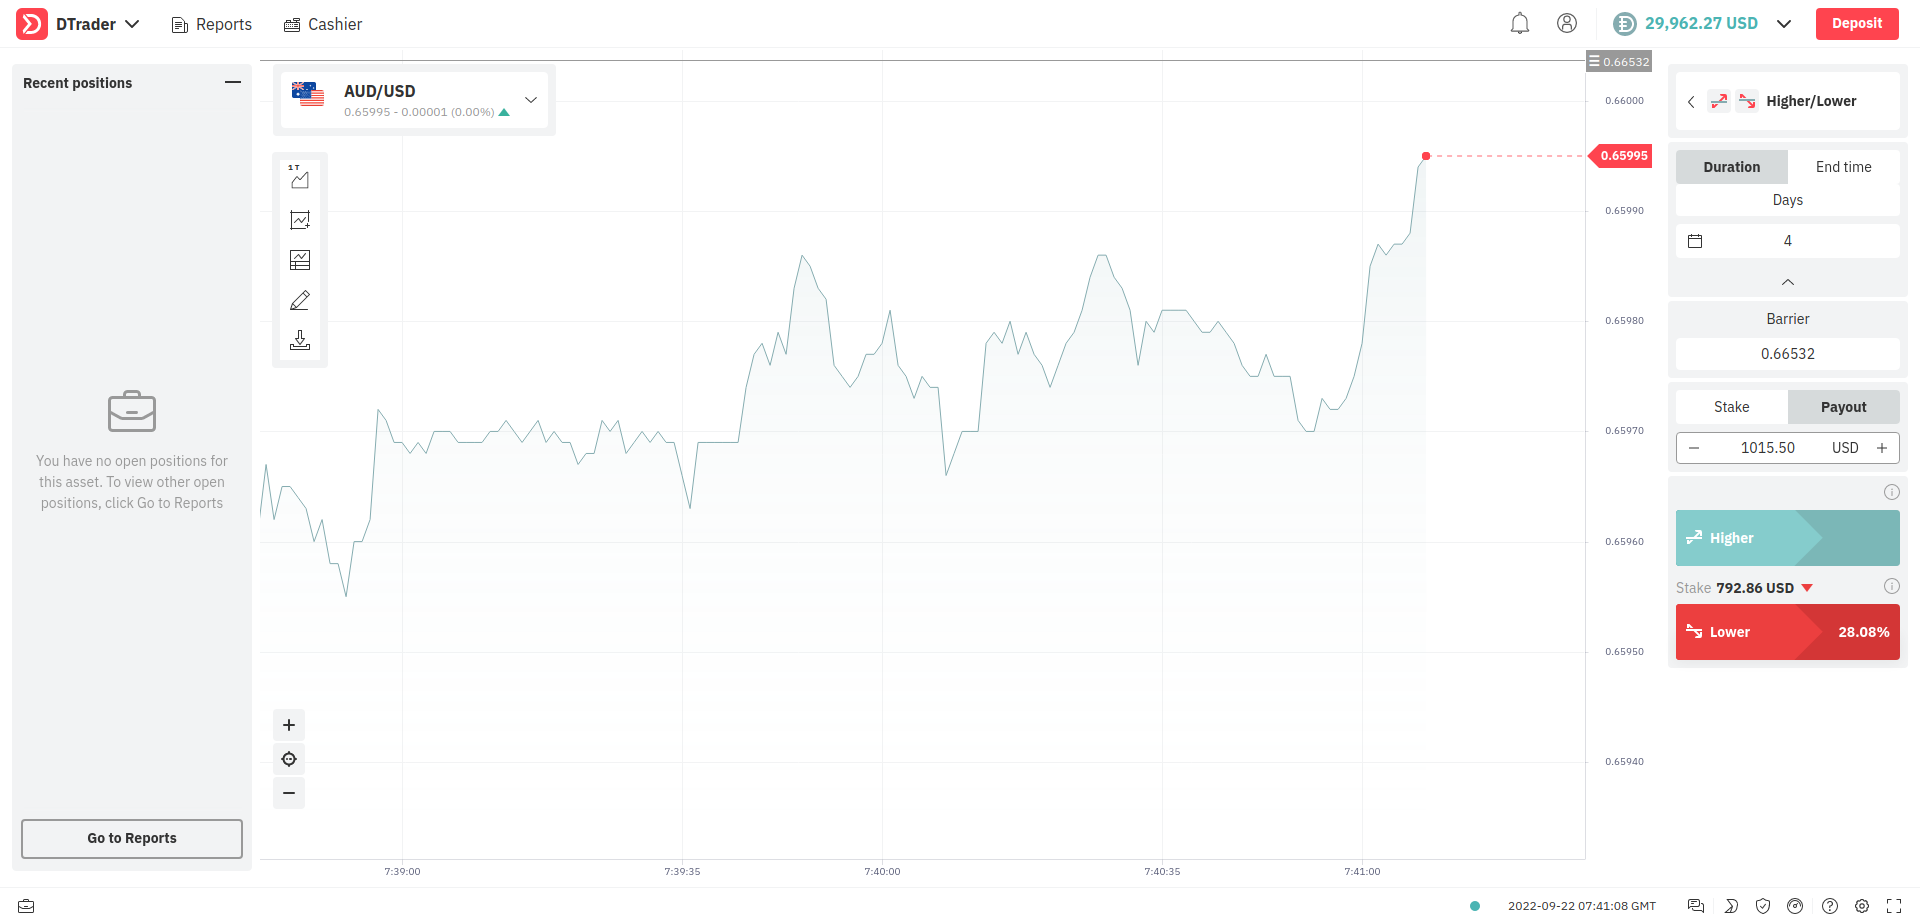 DTrader
Reports
Cashier
29,962.27 USD
Deposit
Recent positions
You have no open positions for
this asset. To view other open
positions, click Go to Reports
Go to Reports
AUD/USD
0.65995 - 0.00001 (0.00%)
1 T
0.66532
0.66000
0.65995
0.65990
0.65980
0.65970
0.65960
0.65950
0.65940
7:39:00
7:39:35
7:40:00
7:40:35
7:41:00
Higher/Lower
Duration
End time
Days
4
Barrier
0.66532
Stake
Payout
1015.50
USD
Higher
Stake 792.86 USD
Lower
28.08%
2022-09-22 07:41:08 GMT